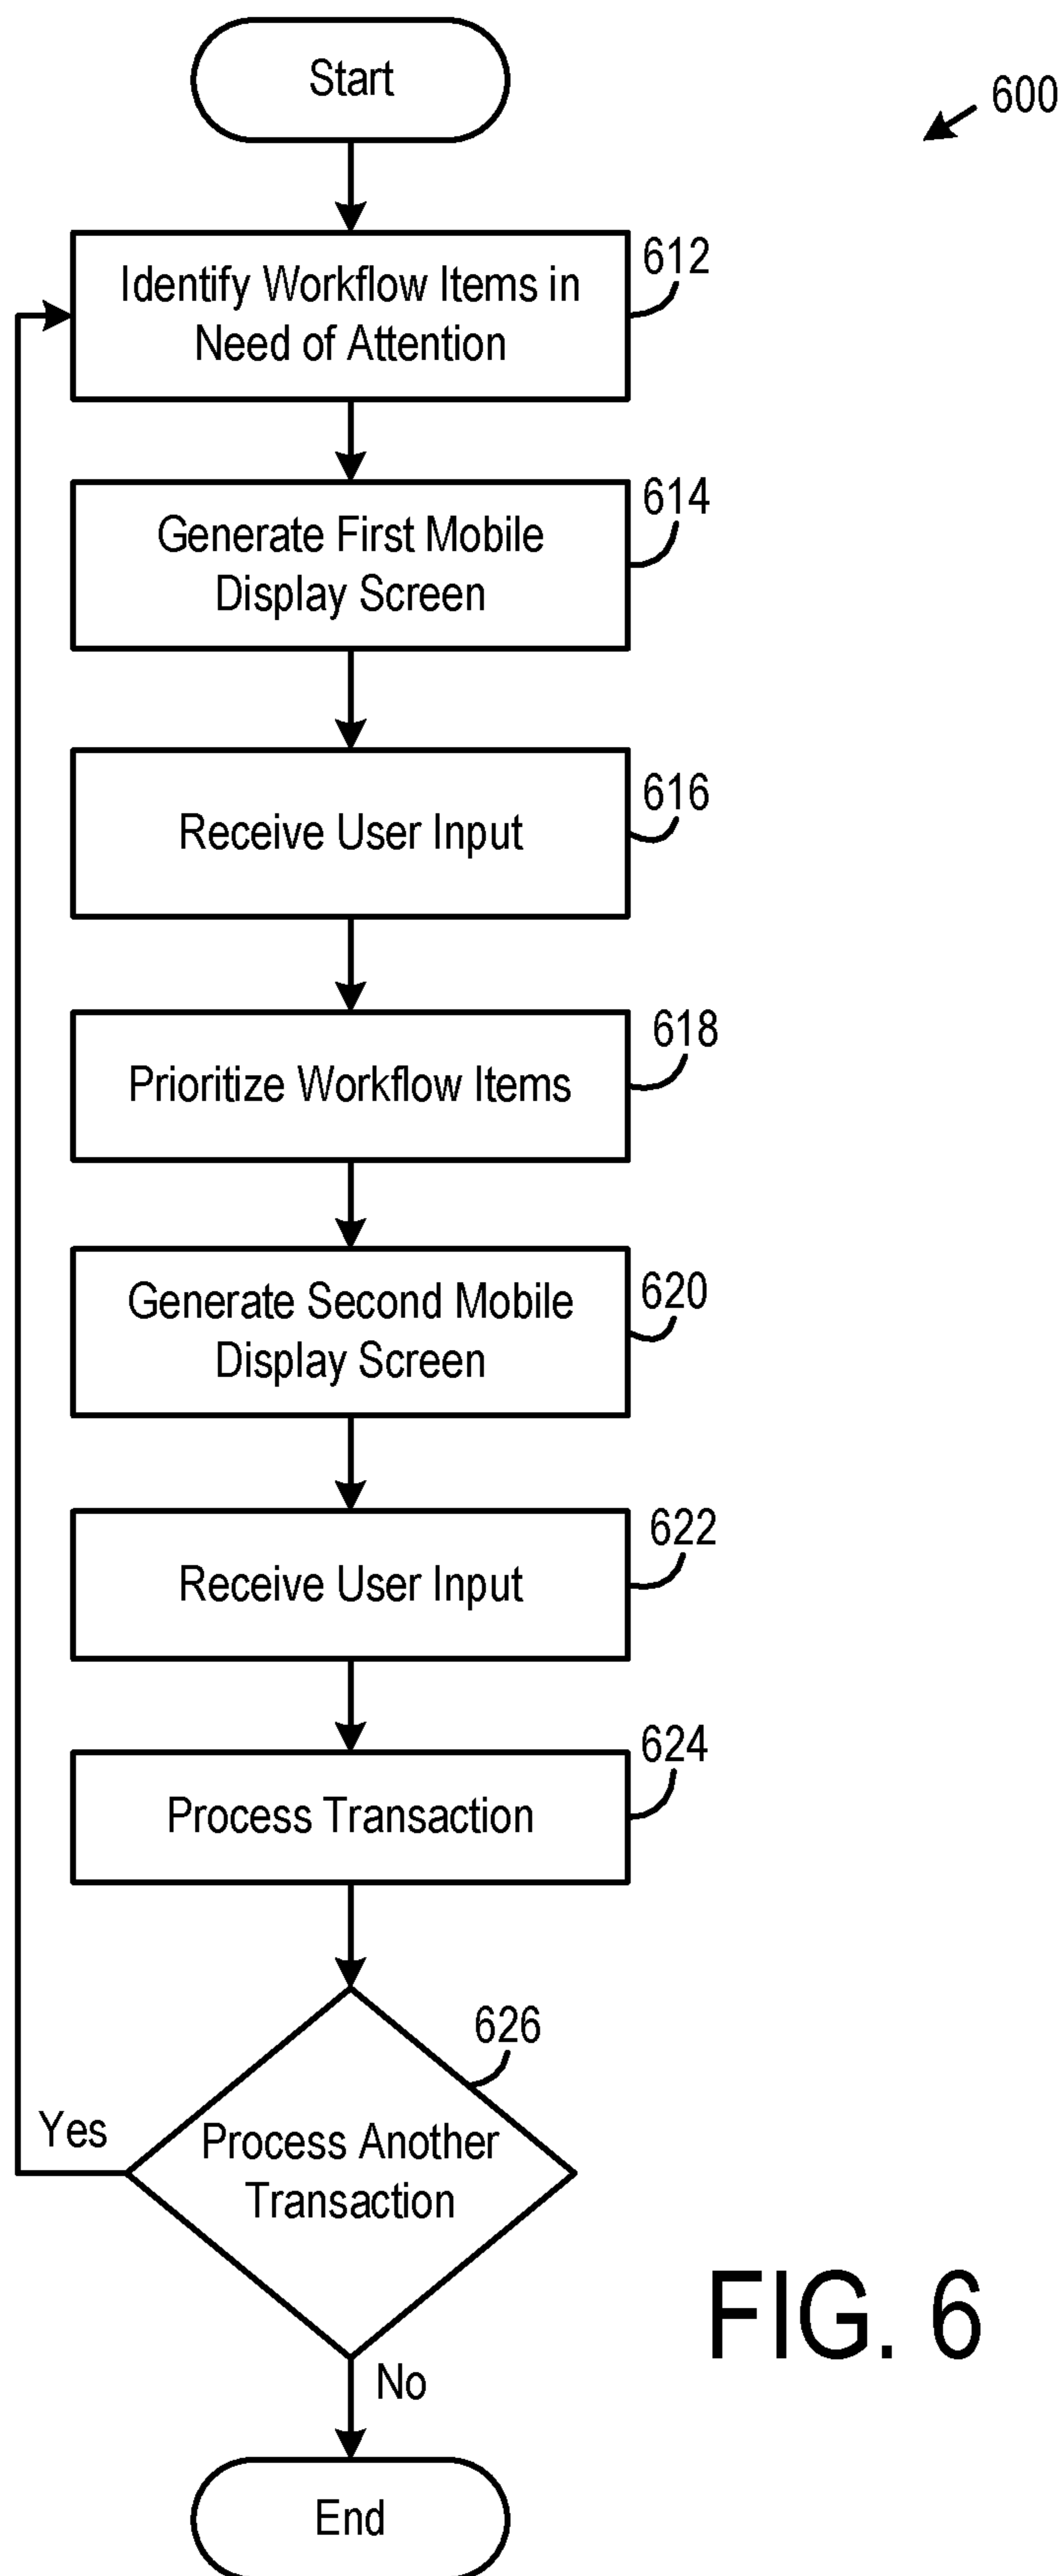 Start
600
Identify Workflow Items in
Need of Attention
612
Generate First Mobile
Display Screen
614
Receive User Input
616
Prioritize Workflow Items
618
Generate Second Mobile
Display Screen
620
Receive User Input
622
Process Transaction
624
626
Process Another
Transaction
Yes
No
End
FIG. 6